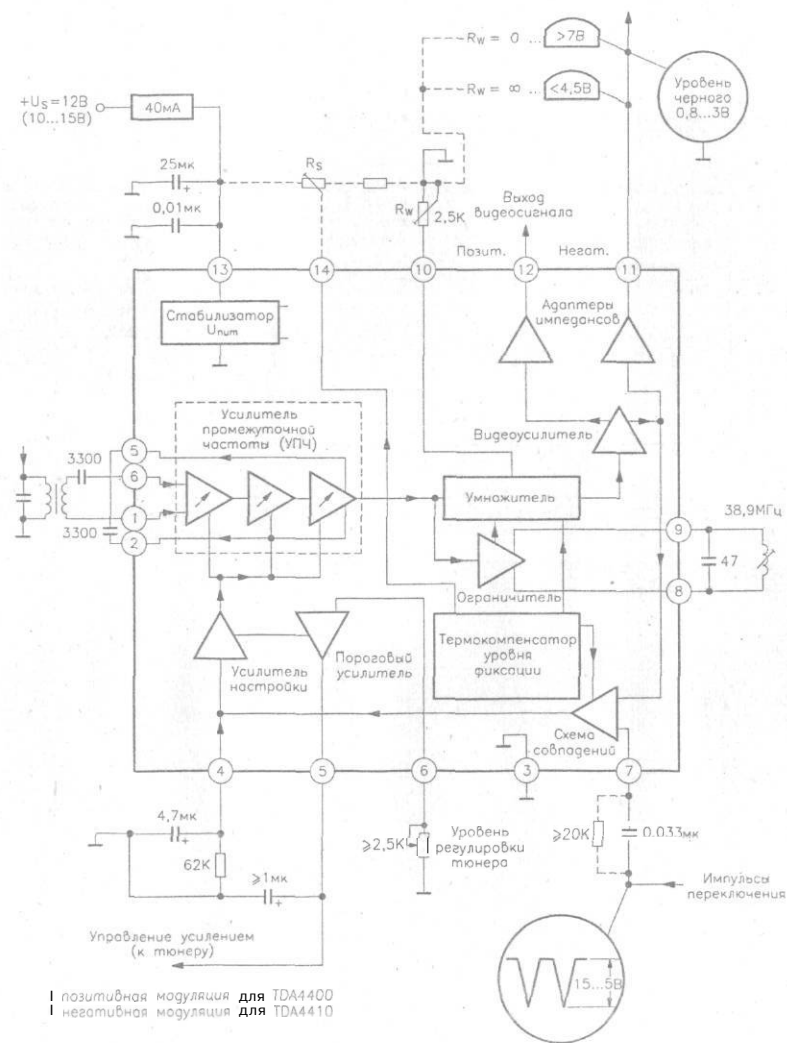 R_W = 0 ... >7В
R_W = ∞ ... <4,5В
Уровень
черного
0,8...3В
+U_S=12В
(10...15В)
40мА
25мк
+
0,01мк
R_S
R_W
2,5К
Выход
видеосигнала
Позит.
Негат.
13
14
10
12
11
Стабилизатор
U_пит
Адаптеры
импедансов
Усилитель
промежуточной
частоты (УПЧ)
Видеоусилитель
3300
5
6
1
2
3300
Умножитель
38,9МГц
9
47
8
Ограничитель
Термокомпенсатор
уровня
фиксации
Усилитель
настройки
Пороговый
усилитель
Схема
совпадений
4
5
6
3
7
4,7мк
+
62К
≥1мк
+
≥2,5К
Уровень
регулировки
тюнера
≥20К
0.033мк
Импульсы
переключения
Управление усилением
(к тюнеру)
15...5В
I позитивная модуляция для TDA4400
I негативная модуляция для TDA4410